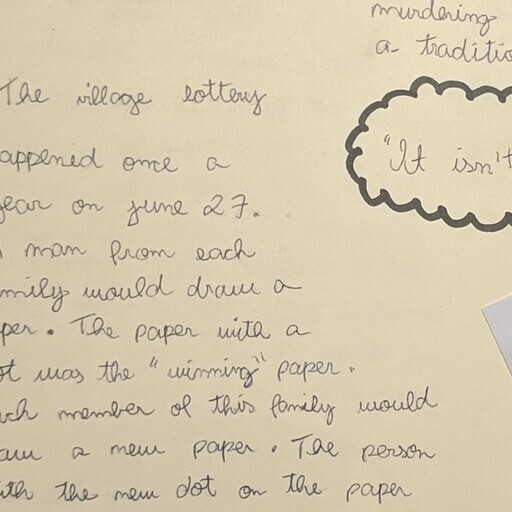 murdering
a traditio
The village lottery
"It isn't
appened once a
year on june 27.
man from each
mily would draw a
per. The paper with a
ot was the "winning" paper.
ch member of this family would
aw a new paper. The person
ith the new dot on the paper